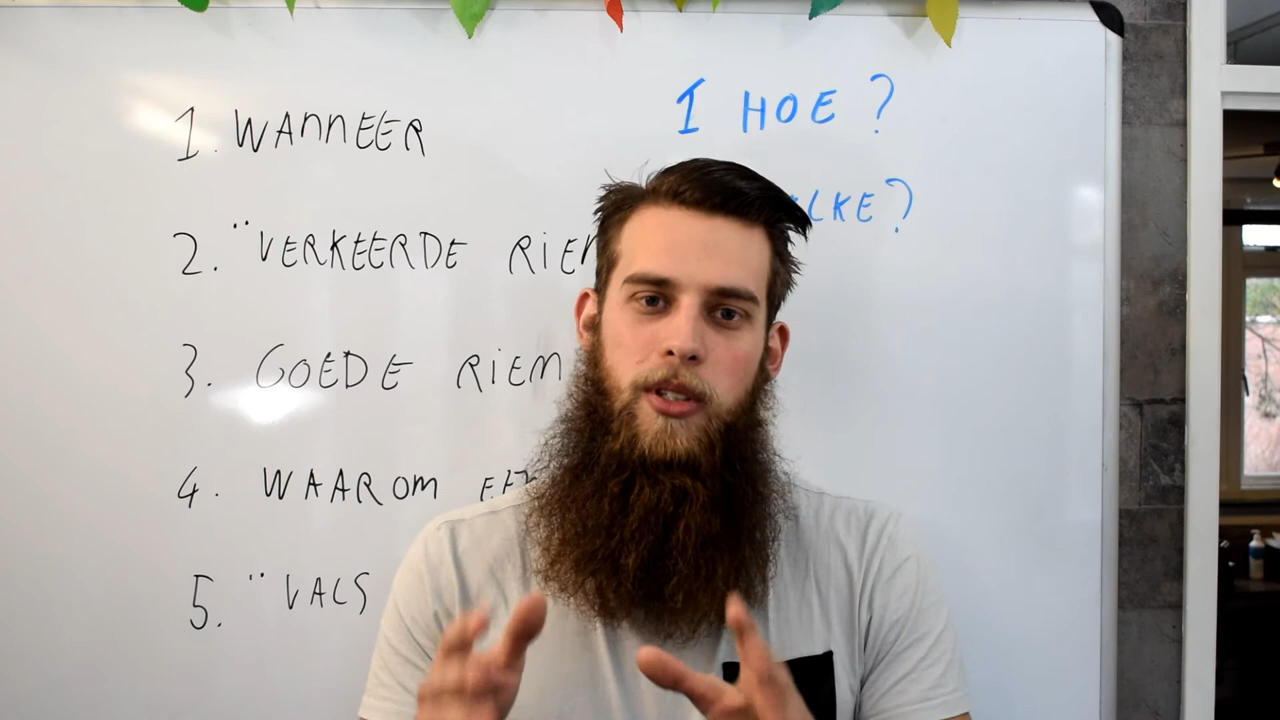 1. WANNEER
2. "VERKEERDE
3. GOEDE RIEM
4. WAAROM
5. "VALS
I HOE?